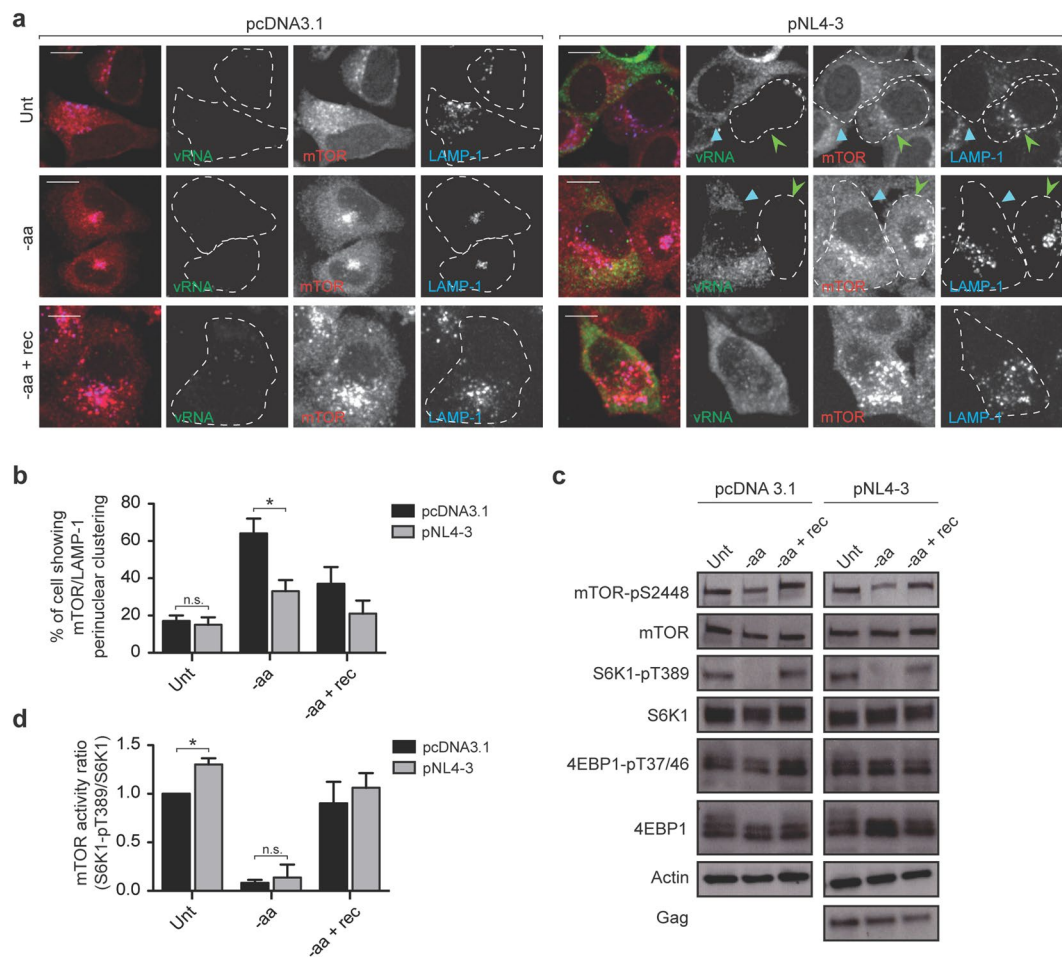 a
pcDNA3.1
pNL4-3
Unt
vRNA
mTOR
LAMP-1
vRNA
mTOR
LAMP-1
-aa
vRNA
mTOR
LAMP-1
vRNA
mTOR
LAMP-1
-aa + rec
vRNA
mTOR
LAMP-1
vRNA
mTOR
LAMP-1
b
% of cell showing
mTOR/LAMP-1
perinuclear clustering
80
60
40
20
0
n.s.
*
pcDNA3.1
pNL4-3
Unt
-aa
-aa + rec
c
pcDNA 3.1
pNL4-3
Unt
-aa
-aa + rec
Unt
-aa
-aa + rec
mTOR-pS2448
mTOR
S6K1-pT389
S6K1
4EBP1-pT37/46
4EBP1
Actin
Gag
d
mTOR activity ratio
(S6K1-pT389/S6K1)
1.5
1.0
0.5
0.0
*
n.s.
pcDNA3.1
pNL4-3
Unt
-aa
-aa + rec